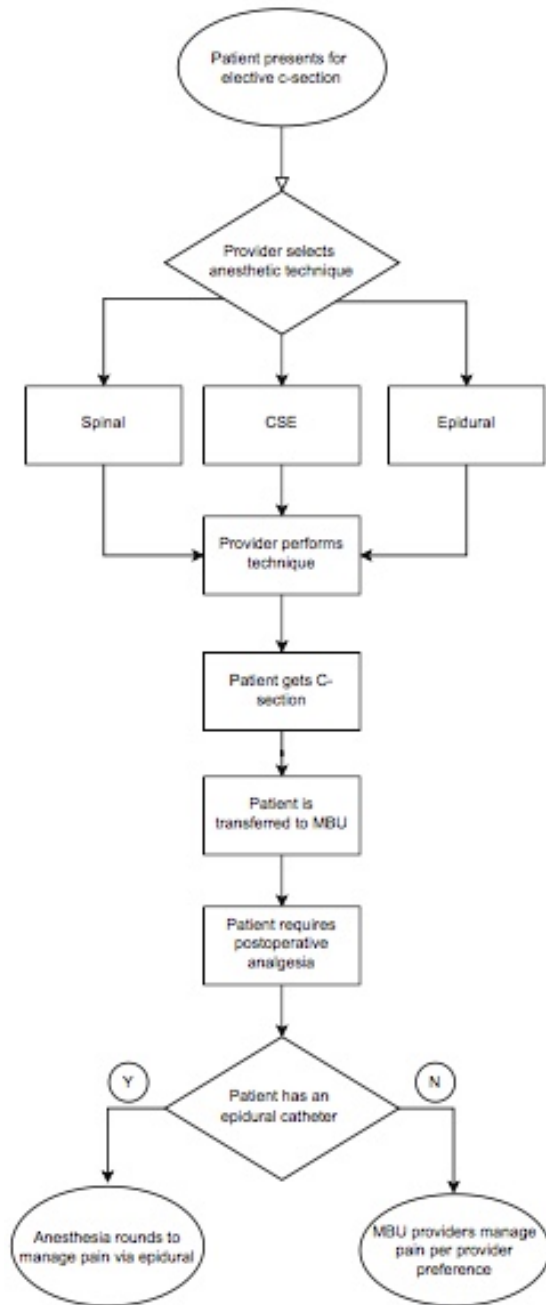 Patient presents for
elective c-section
Provider selects
anesthetic technique
Spinal
CSE
Epidural
Provider performs
technique
Patient gets C-
section
Patient is
transferred to MBU
Patient requires
postoperative
analgesia
Y
N
Patient has an
epidural catheter
Anesthesia rounds to
manage pain via epidural
MBU providers manage
pain per provider
preference